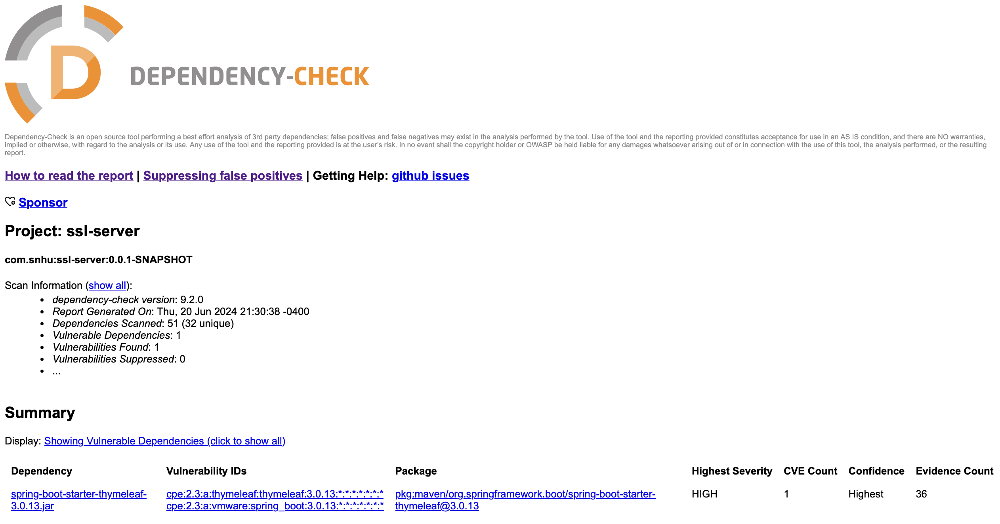 D
DEPENDENCY-CHECK
Dependency-Check is an open source tool performing a best effort analysis of 3rd party dependencies; false positives and false negatives may exist in the analysis performed by the tool. Use of the tool and the reporting provided constitutes acceptance for use in an AS IS condition, and there are NO warranties,
implied or otherwise, with regard to the analysis or its use. Any use of the tool and the reporting provided is at the user’s risk. In no event shall the copyright holder or OWASP be held liable for any damages whatsoever arising out of or in connection with the use of this tool, the analysis performed, or the resulting
report.
How to read the report | Suppressing false positives | Getting Help: github issues
Sponsor
Project: ssl-server
com.snhu:ssl-server:0.0.1-SNAPSHOT
Scan Information (show all):
• dependency-check version: 9.2.0
• Report Generated On: Thu, 20 Jun 2024 21:30:38 -0400
• Dependencies Scanned: 51 (32 unique)
• Vulnerable Dependencies: 1
• Vulnerabilities Found: 1
• Vulnerabilities Suppressed: 0
• ...
Summary
Display: Showing Vulnerable Dependencies (click to show all)
Dependency Vulnerability IDs Package Highest Severity CVE Count Confidence Evidence Count
spring-boot-starter-thymeleaf- cpe:2.3:a:thymeleaf:thymeleaf:3.0.13:*:*:*:*:*:*:* pkg:maven/org.springframework.boot/spring-boot-starter- HIGH 1 Highest 36
3.0.13.jar cpe:2.3:a:vmware:spring_boot:3.0.13:*:*:*:*:*:*:* thymeleaf@3.0.13